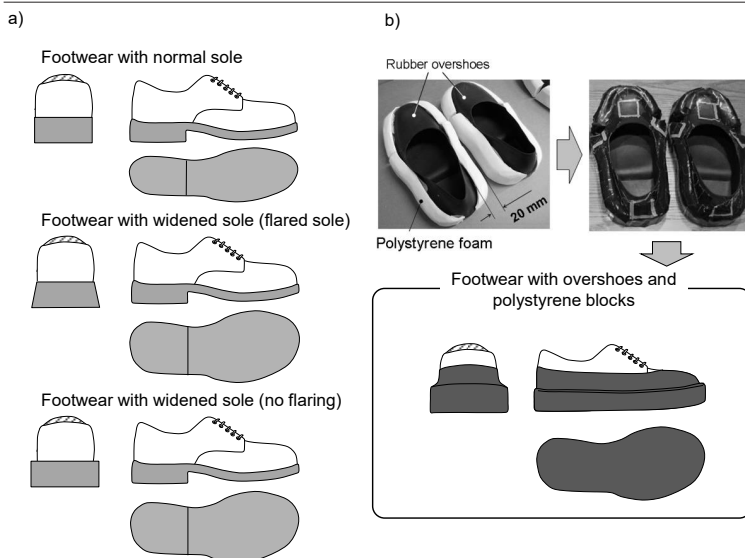 a)
Footwear with normal sole
Footwear with widened sole (flared sole)
Footwear with widened sole (no flaring)
b)
Rubber overshoes
20 mm
Polystyrene foam
Footwear with overshoes and
polystyrene blocks